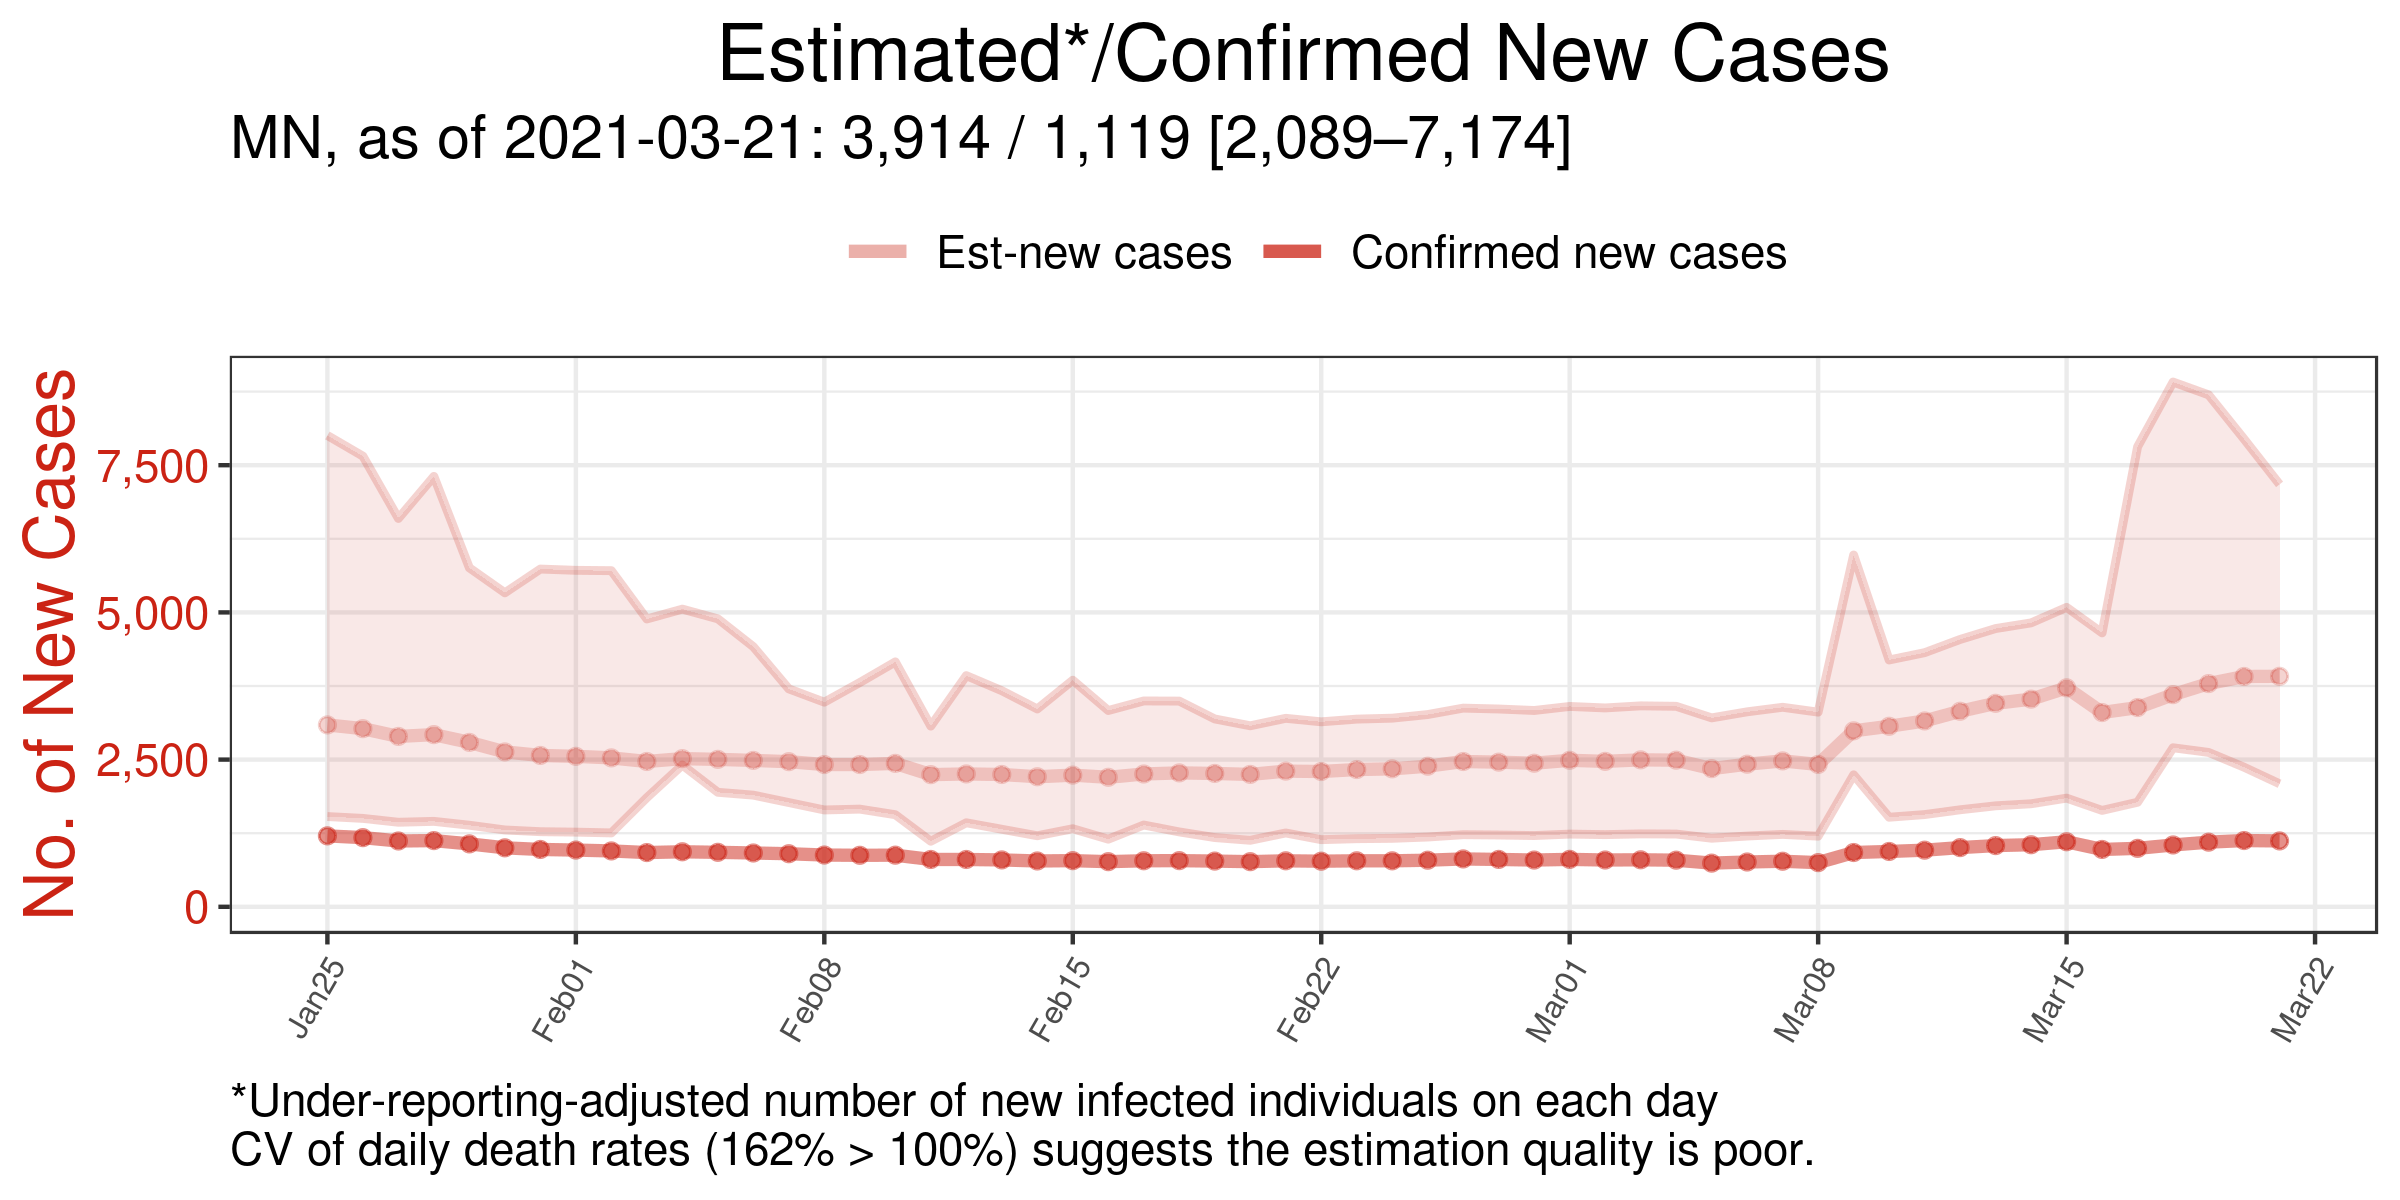 Estimated*/Confirmed New Cases
MN, as of 2021-03-21: 3,914 / 1,119 [2,089–7,174]
Est-new cases
Confirmed new cases
No. of New Cases
7,500
5,000
2,500
0
Jan25
Feb01
Feb08
Feb15
Feb22
Mar01
Mar08
Mar15
Mar22
*Under-reporting-adjusted number of new infected individuals on each day
CV of daily death rates (162% > 100%) suggests the estimation quality is poor.